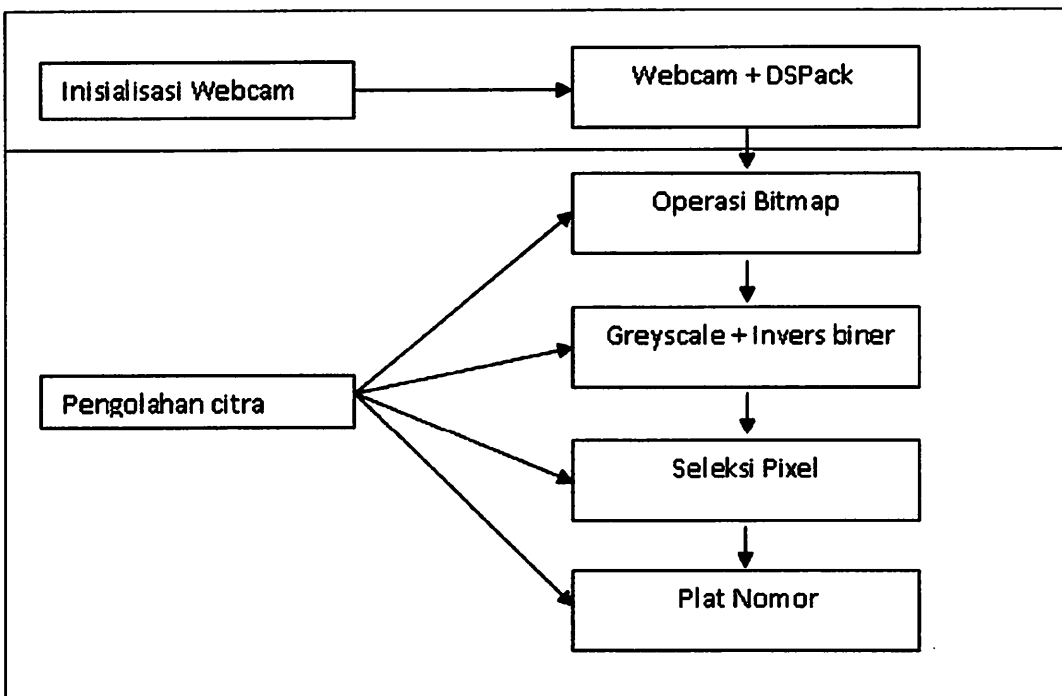 Inisialisasi Webcam
Webcam + DSPack
Operasi Bitmap
Greyscale + Invers biner
Pengolahan citra
Seleksi Pixel
Plat Nomor